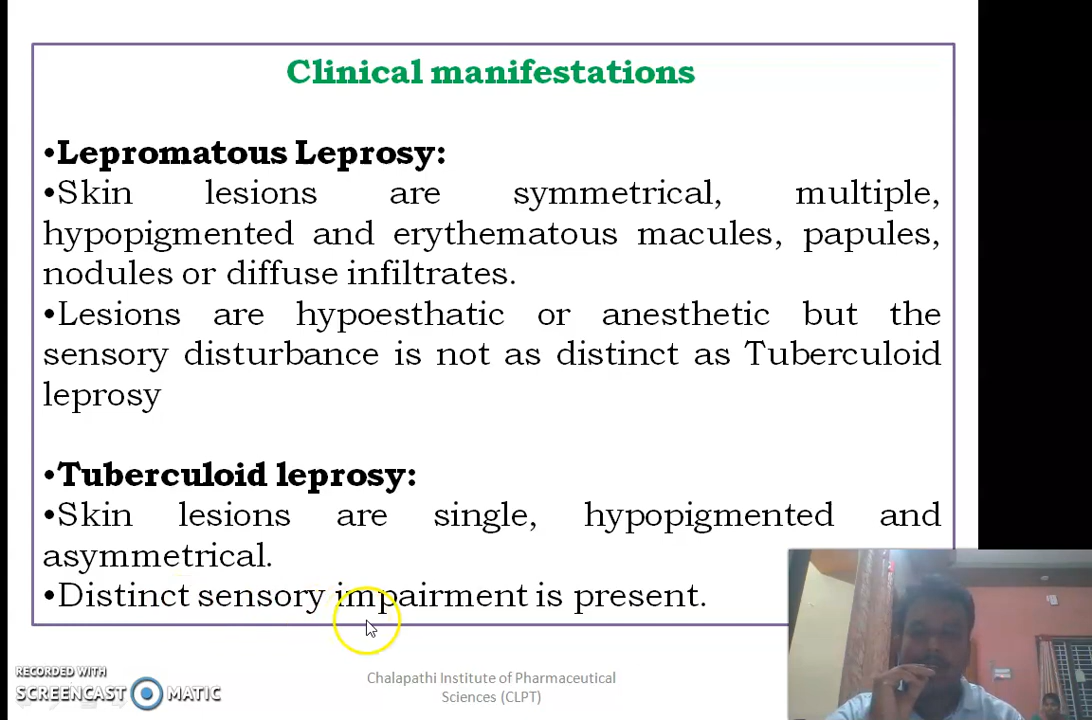 Clinical manifestations
•Lepromatous Leprosy:
•Skin lesions are symmetrical, multiple,
hypopigmented and erythematous macules, papules,
nodules or diffuse infiltrates.
•Lesions are hypoesthatic or anesthetic but the
sensory disturbance is not as distinct as Tuberculoid
leprosy
•Tuberculoid leprosy:
•Skin lesions are single, hypopigmented and
asymmetrical.
•Distinct sensory impairment is present.
Chalapathi Institute of Pharmaceutical
Sciences (CLPT)
RECORDED WITH
SCREENCAST MATIC